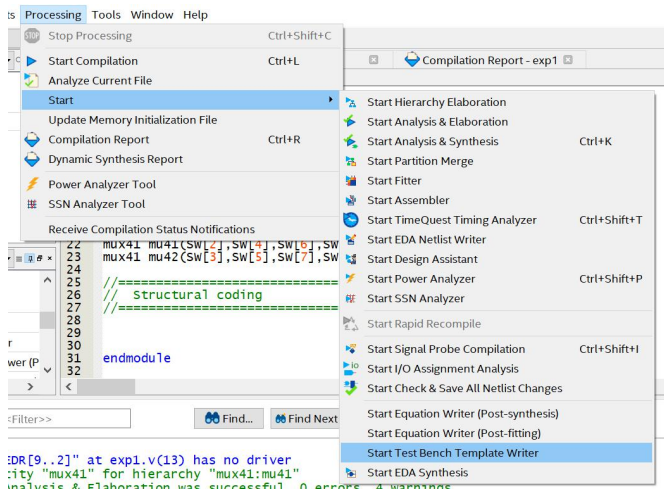 ts Processing Tools Window Help
Stop Processing Ctrl+Shift+C
Start Compilation Ctrl+L
Compilation Report - exp1
Analyze Current File
Start
Start Hierarchy Elaboration
Update Memory Initialization File
Start Analysis & Elaboration
Compilation Report Ctrl+R
Start Analysis & Synthesis Ctrl+K
Dynamic Synthesis Report
Start Partition Merge
Power Analyzer Tool
Start Fitter
SSN Analyzer Tool
Start Assembler
Receive Compilation Status Notifications
Start TimeQuest Timing Analyzer Ctrl+Shift+T
Start EDA Netlist Writer
Start Design Assistant
Start Power Analyzer Ctrl+Shift+P
Start SSN Analyzer
Start Rapid Recompile
Start Signal Probe Compilation Ctrl+Shift+I
Start I/O Assignment Analysis
Start Check & Save All Netlist Changes
Start Equation Writer (Post-synthesis)
Start Equation Writer (Post-fitting)
Start Test Bench Template Writer
Start EDA Synthesis
22 mux41 mu41(SW[2],SW[4],SW[6],SW
23 mux41 mu42(SW[3],SW[5],SW[7],SW
24
25 //==============================
26 // Structural coding
27 //==============================
28
29
30
31 endmodule
32
r
wer (P
<Filter>> Find... Find Next
EDR[9..2]" at exp1.v(13) has no driver
city "mux41" for hierarchy "mux41:mu41"
nalysis & Elaboration was successful. 0 errors, 4 warnings